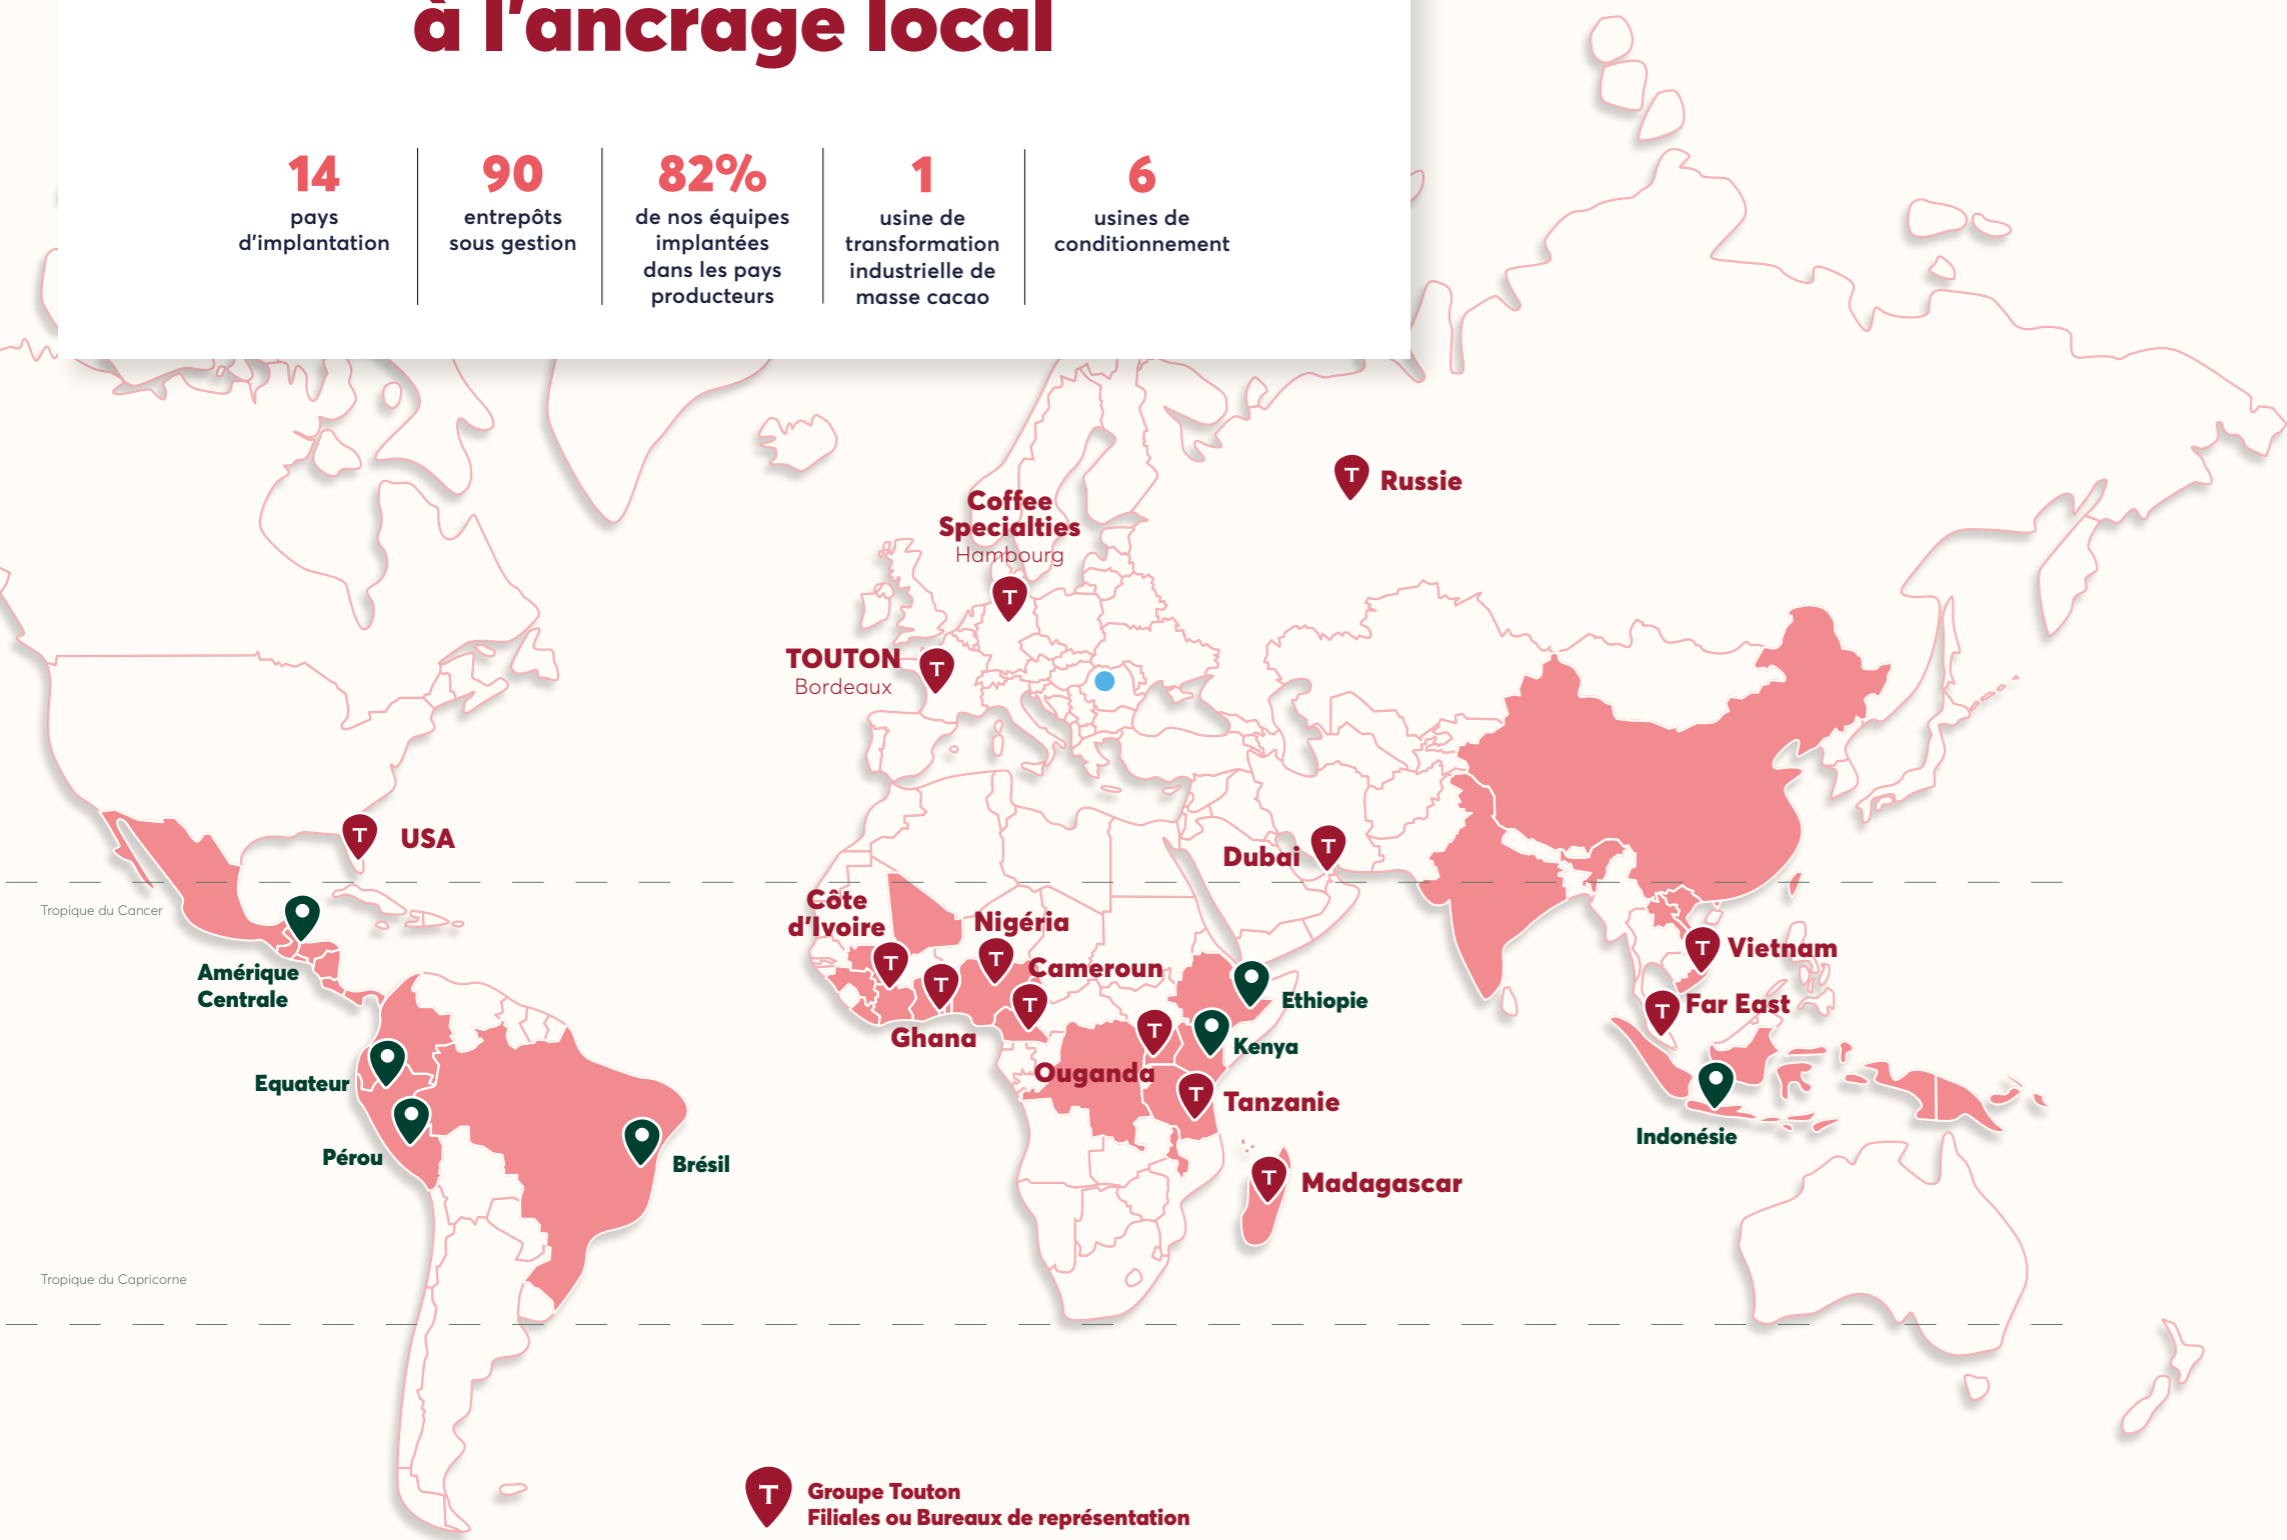 à l'ancrage local
14
pays
d'implantation
90
entrepôts
sous gestion
82%
de nos équipes
implantées
dans les pays
producteurs
1
usine de
transformation
industrielle de
masse cacao
6
usines de
conditionnement
T
Russie
Coffee
Specialties
Hambourg
T
TOUTON
Bordeaux
T
T
USA
Dubai
T
Tropique du Cancer
Côte
d'Ivoire
T
Nigéria
T
Cameroun
T
T
Ghana
T
Vietnam
T
Far East
Amérique
Centrale
Ethiopie
Kenya
T
Ouganda
T
Tanzanie
Equateur
Pérou
Brésil
Indonésie
T
Madagascar
Tropique du Capricorne
T
Groupe Touton
Filiales ou Bureaux de représentation